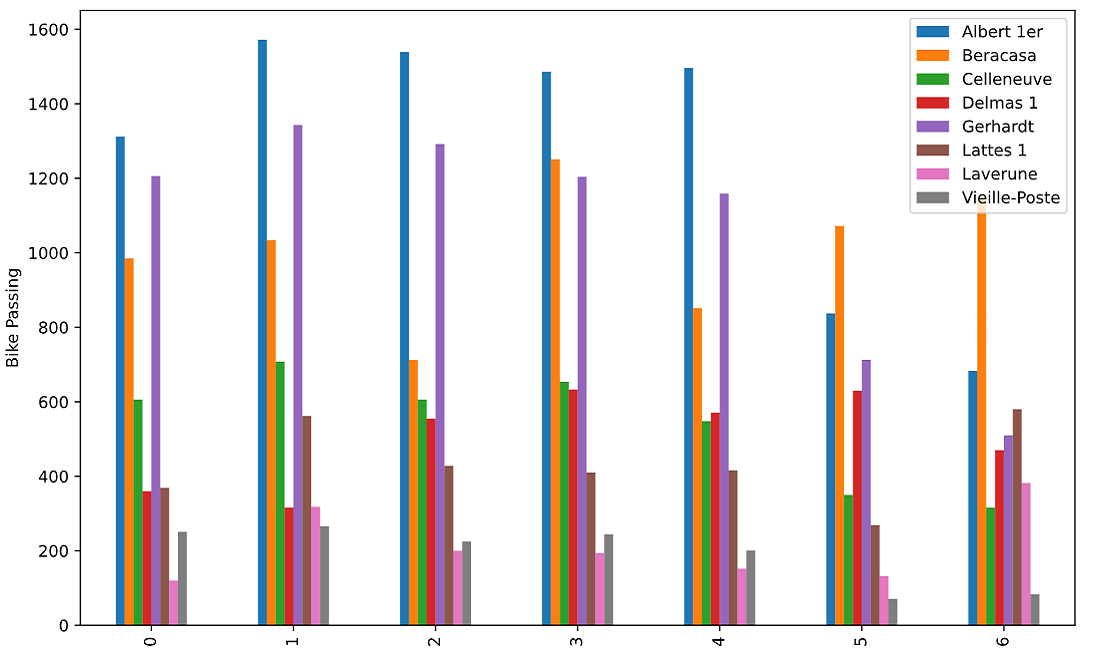 1600
1400
1200
1000
800
600
400
200
0
Bike Passing
0
1
2
3
4
5
6
Albert 1er
Beracasa
Celleneuve
Delmas 1
Gerhardt
Lattes 1
Laverune
Vieille-Poste